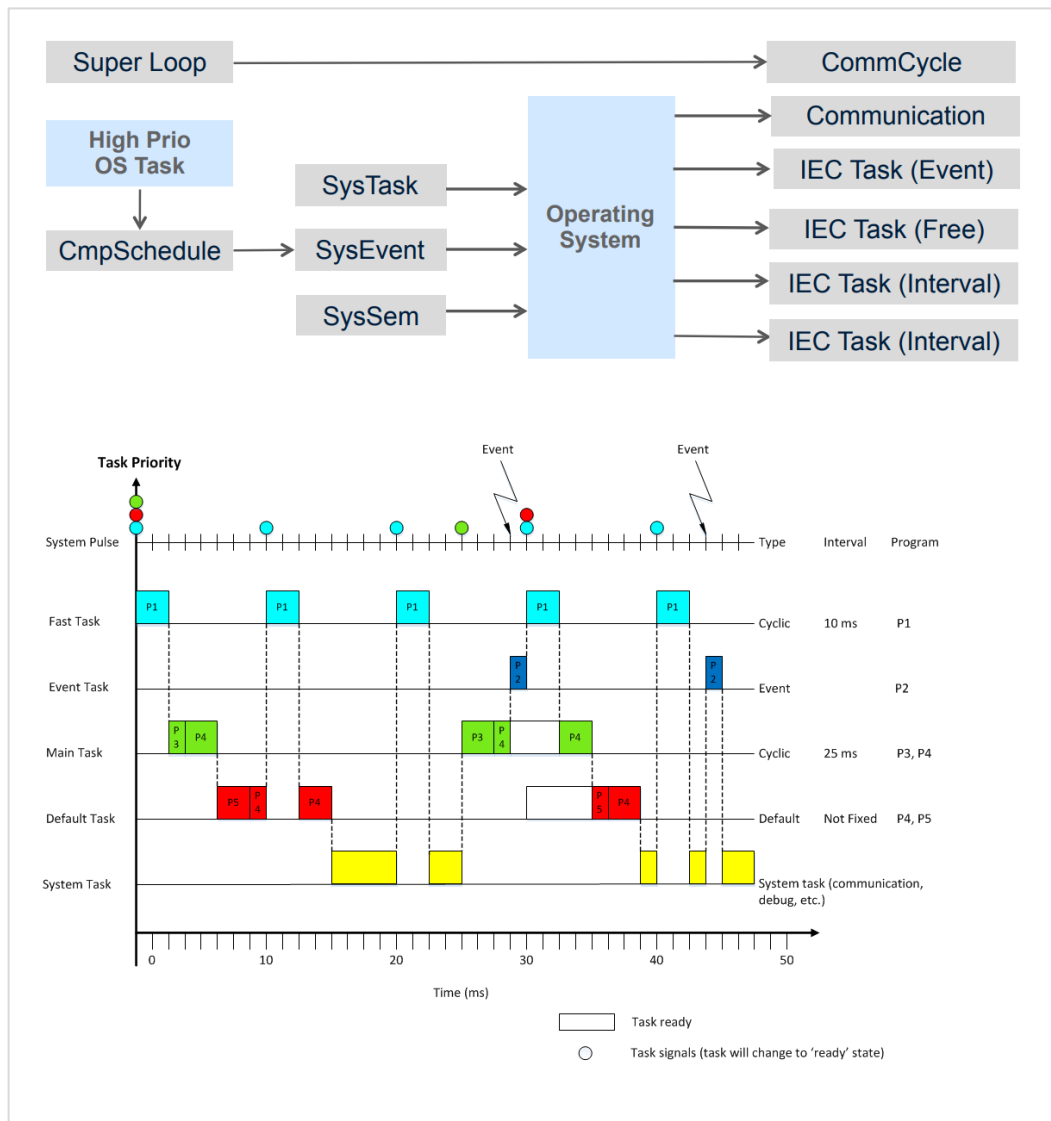 Super Loop
CommCycle
High Prio
OS Task
Communication
SysTask
IEC Task (Event)
Operating
System
IEC Task (Free)
CmpSchedule
SysEvent
IEC Task (Interval)
SysSem
IEC Task (Interval)
Event
Event
Task Priority
System Pulse
Type
Interval
Program
P1
P1
P1
P1
P1
Fast Task
Cyclic
10 ms
P1
P
2
P
2
Event Task
Event
P2
P
3
P4
P3
P
4
P4
Main Task
Cyclic
25 ms
P3, P4
P5
P
4
P4
P
5
P4
Default Task
Default
Not Fixed
P4, P5
System Task
System task (communication,
debug, etc.)
0
10
20
30
40
50
Time (ms)
Task ready
Task signals (task will change to ‘ready’ state)